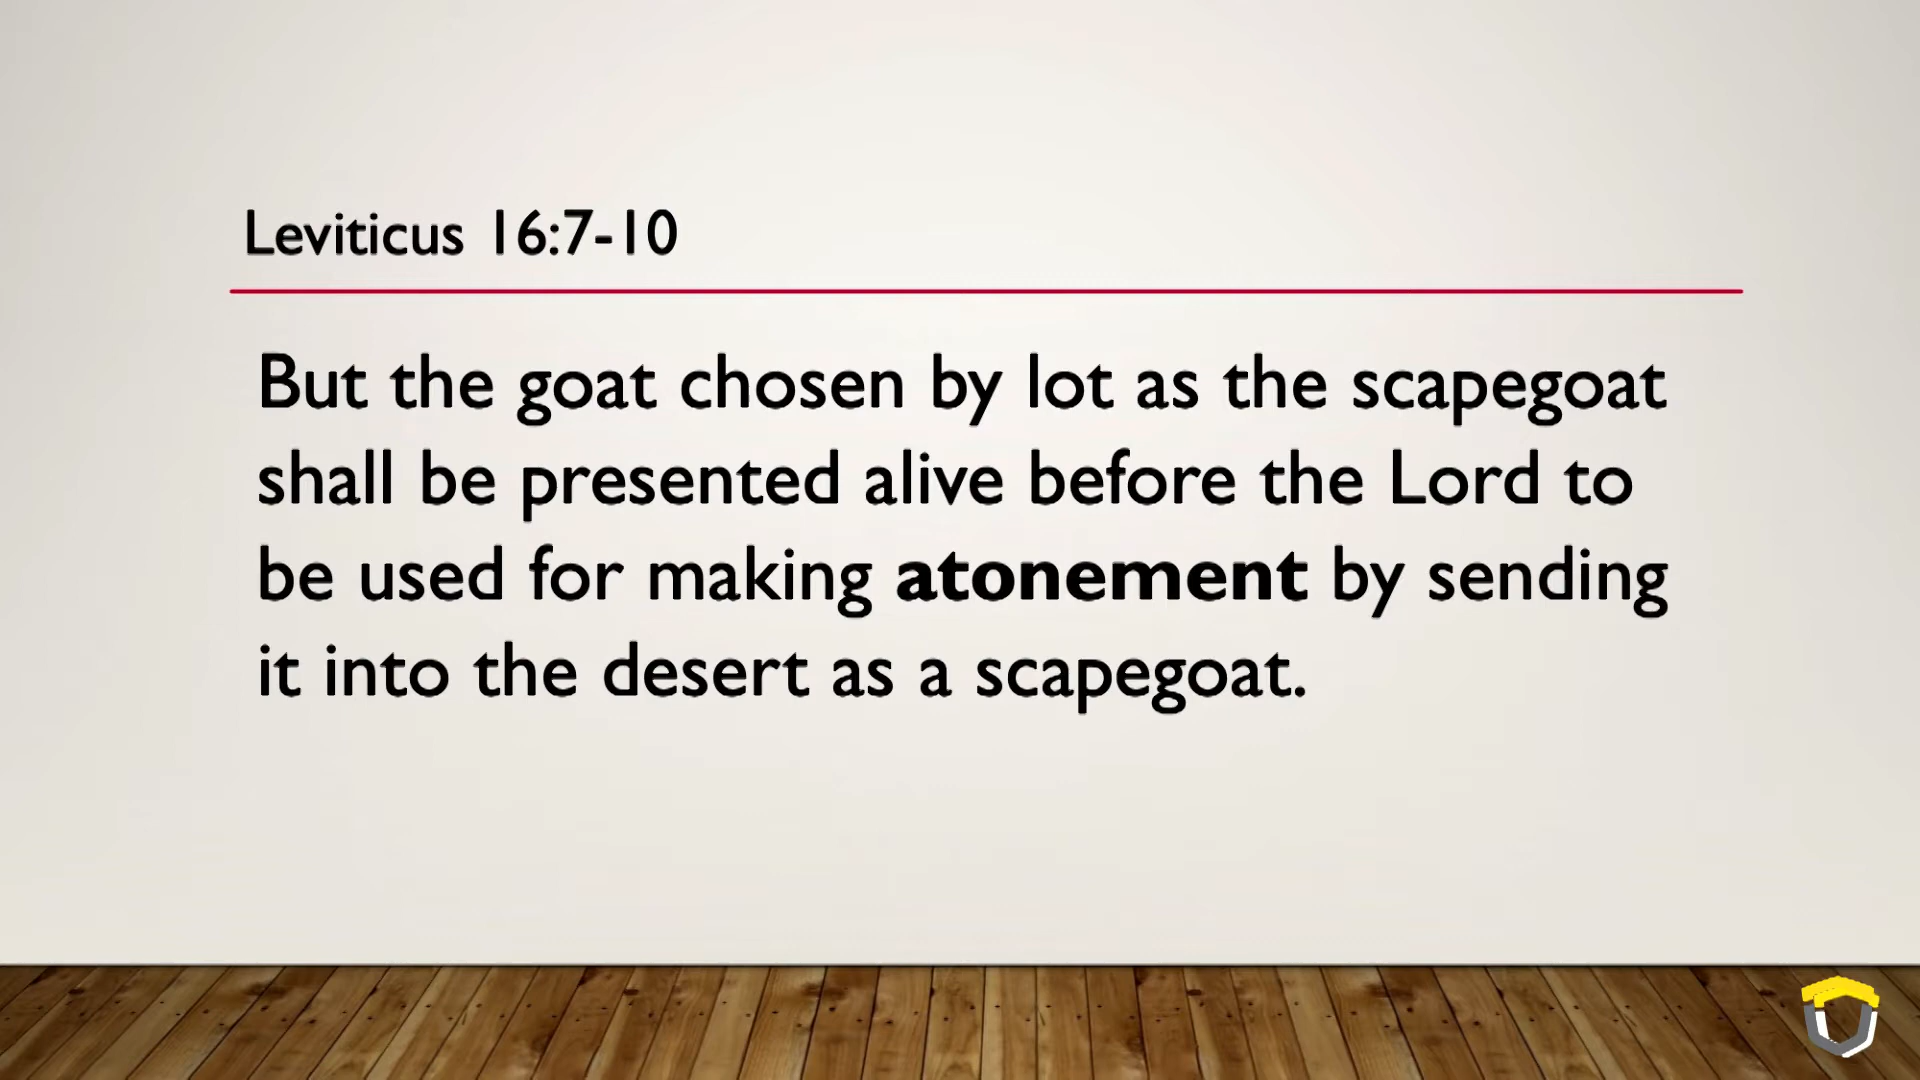 Leviticus 16:7-10
But the goat chosen by lot as the scapegoat
shall be presented alive before the Lord to
be used for making atonement by sending
it into the desert as a scapegoat.